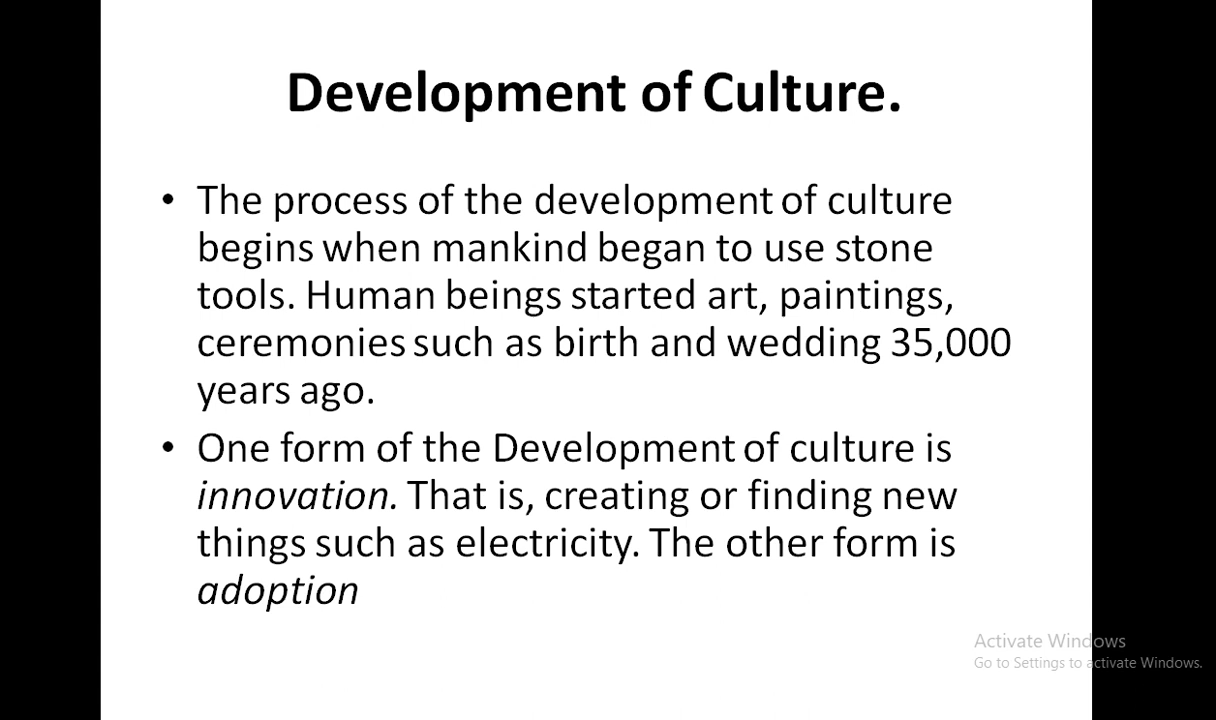 Development of Culture.
• The process of the development of culture
begins when mankind began to use stone
tools. Human beings started art, paintings,
ceremonies such as birth and wedding 35,000
years ago.
• One form of the Development of culture is
innovation. That is, creating or finding new
things such as electricity. The other form is
adoption
Activate Windows
Go to Settings to activate Windows.